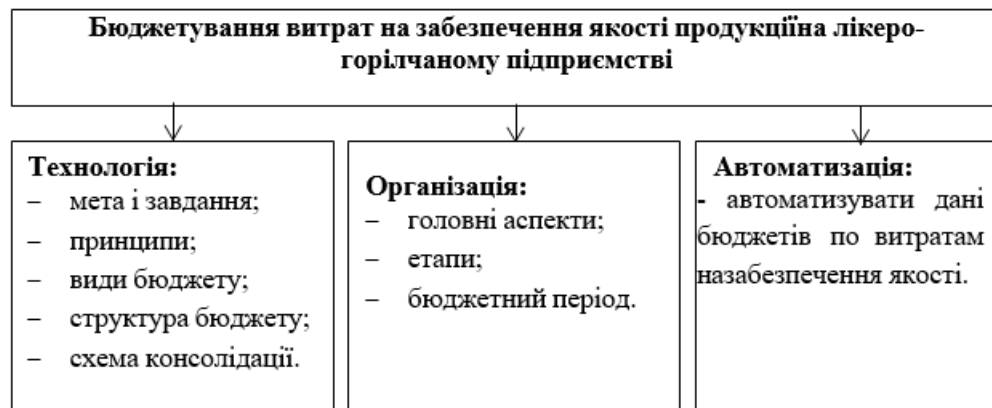 Бюджетування витрат на забезпечення якості продукціїна лікеро-
горілчаному підприємстві
Технологія:
– мета і завдання;
– принципи;
– види бюджету;
– структура бюджету;
– схема консолідації.
Організація:
– головні аспекти;
– етапи;
– бюджетний період.
Автоматизація:
- автоматизувати дані
бюджетів по витратам
назабезпечення якості.